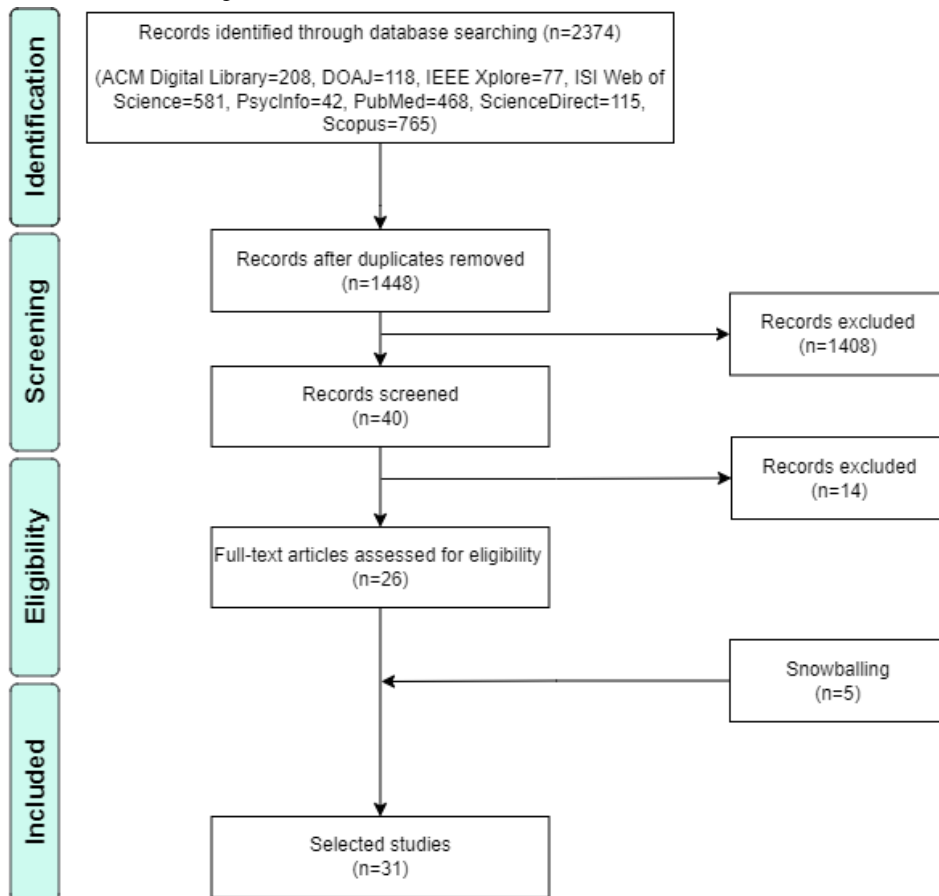 Identification
Records identified through database searching (n=2374)
(ACM Digital Library=208, DOAJ=118, IEEE Xplore=77, ISI Web of
Science=581, PsycInfo=42, PubMed=468, ScienceDirect=115,
Scopus=765)
Screening
Records after duplicates removed
(n=1448)
Records excluded
(n=1408)
Records screened
(n=40)
Eligibility
Records excluded
(n=14)
Full-text articles assessed for eligibility
(n=26)
Included
Snowballing
(n=5)
Selected studies
(n=31)